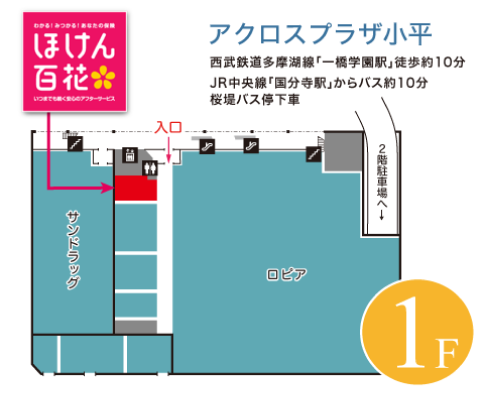 わかる!みつかる!あなたの保険
ほけん
百花
いつまでも続く安心のアフターサービス
アクロスプラザ小平
西武鉄道多摩湖線「一橋学園駅」徒歩約10分
JR中央線「国分寺駅」からバス約10分
桜堤バス停下車
入口
2階駐車場へ→
サンドラッグ
ロピア
1F